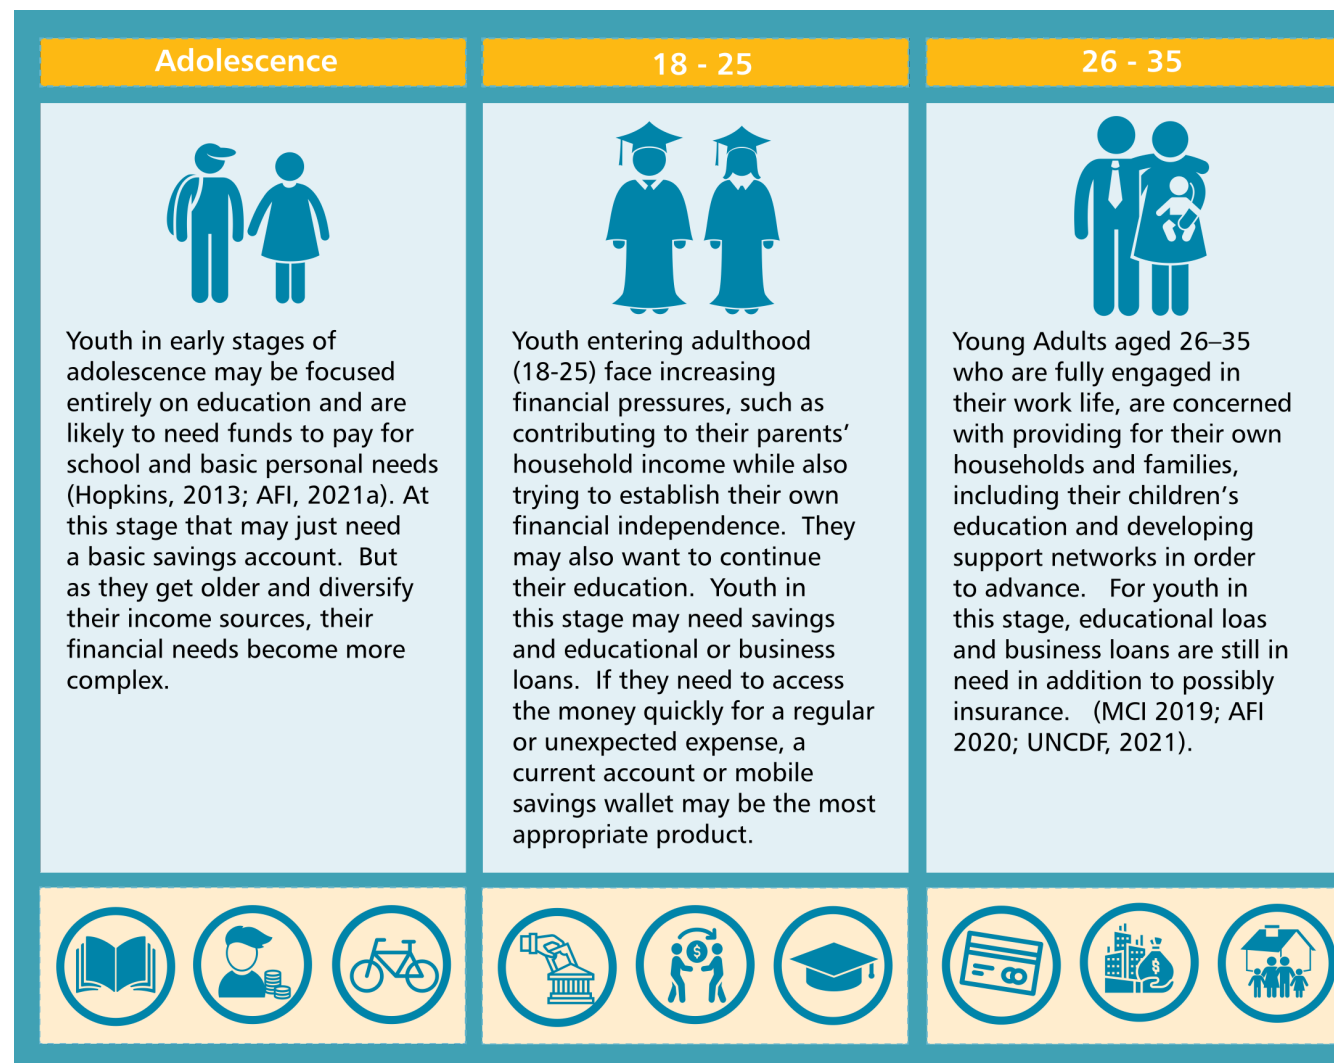 Adolescence
Youth in early stages of
adolescence may be focused
entirely on education and are
likely to need funds to pay for
school and basic personal needs
(Hopkins, 2013; AFI, 2021a). At
this stage that may just need
a basic savings account.  But
as they get older and diversify
their income sources, their
financial needs become more
complex.
18 - 25
Youth entering adulthood
(18-25) face increasing
financial pressures, such as
contributing to their parents’
household income while also
trying to establish their own
financial independence.  They
may also want to continue
their education.  Youth in
this stage may need savings
and educational or business
loans.  If they need to access
the money quickly for a regular
or unexpected expense, a
current account or mobile
savings wallet may be the most
appropriate product.
26 - 35
Young Adults aged 26–35
who are fully engaged in
their work life, are concerned
with providing for their own
households and families,
including their children’s
education and developing
support networks in order
to advance.   For youth in
this stage, educational loas
and business loans are still in
need in addition to possibly
insurance.   (MCI 2019; AFI
2020; UNCDF, 2021).
$
$